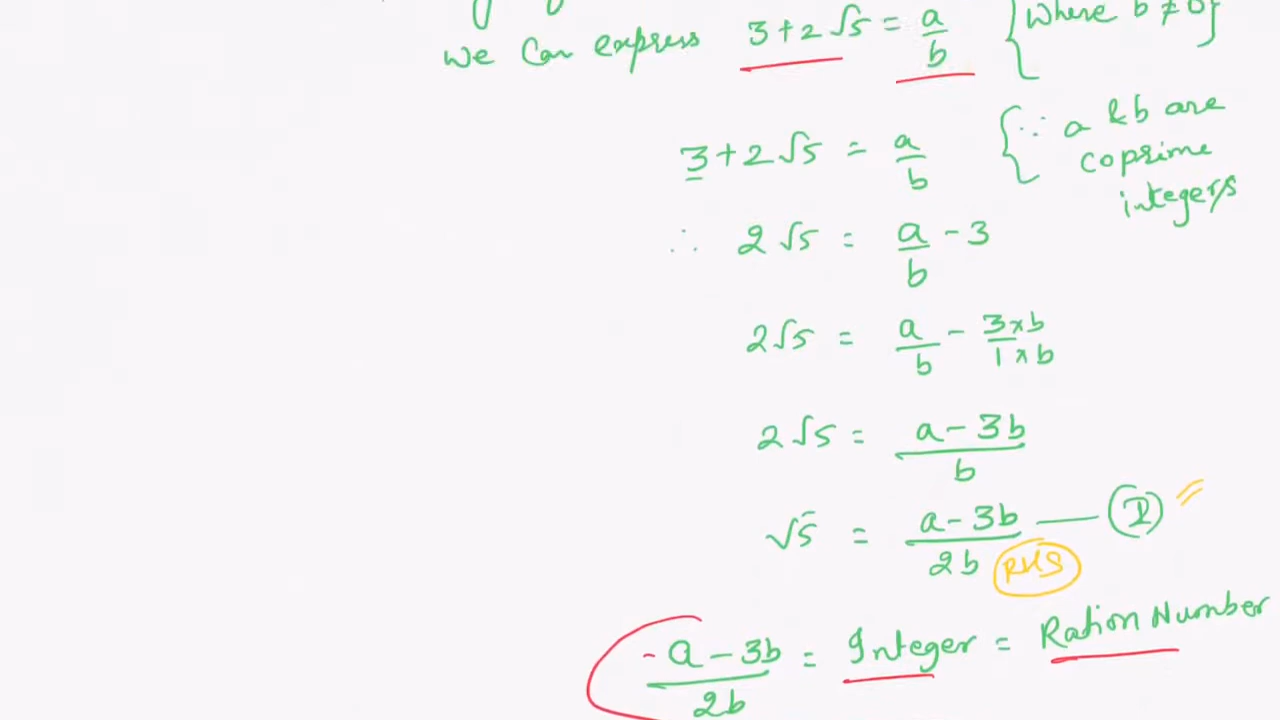 we can express 3+2√5 = a/b {Where b ≠ 0}
3+2√5 = a/b {∵ a & b are
coprime
integers
∴ 2√5 = a/b - 3
2√5 = a/b - 3×b/1×b
2√5 = a-3b/b
√5 = a-3b/2b — (I)
RHS
a-3b/2b = Integer = Ration Number